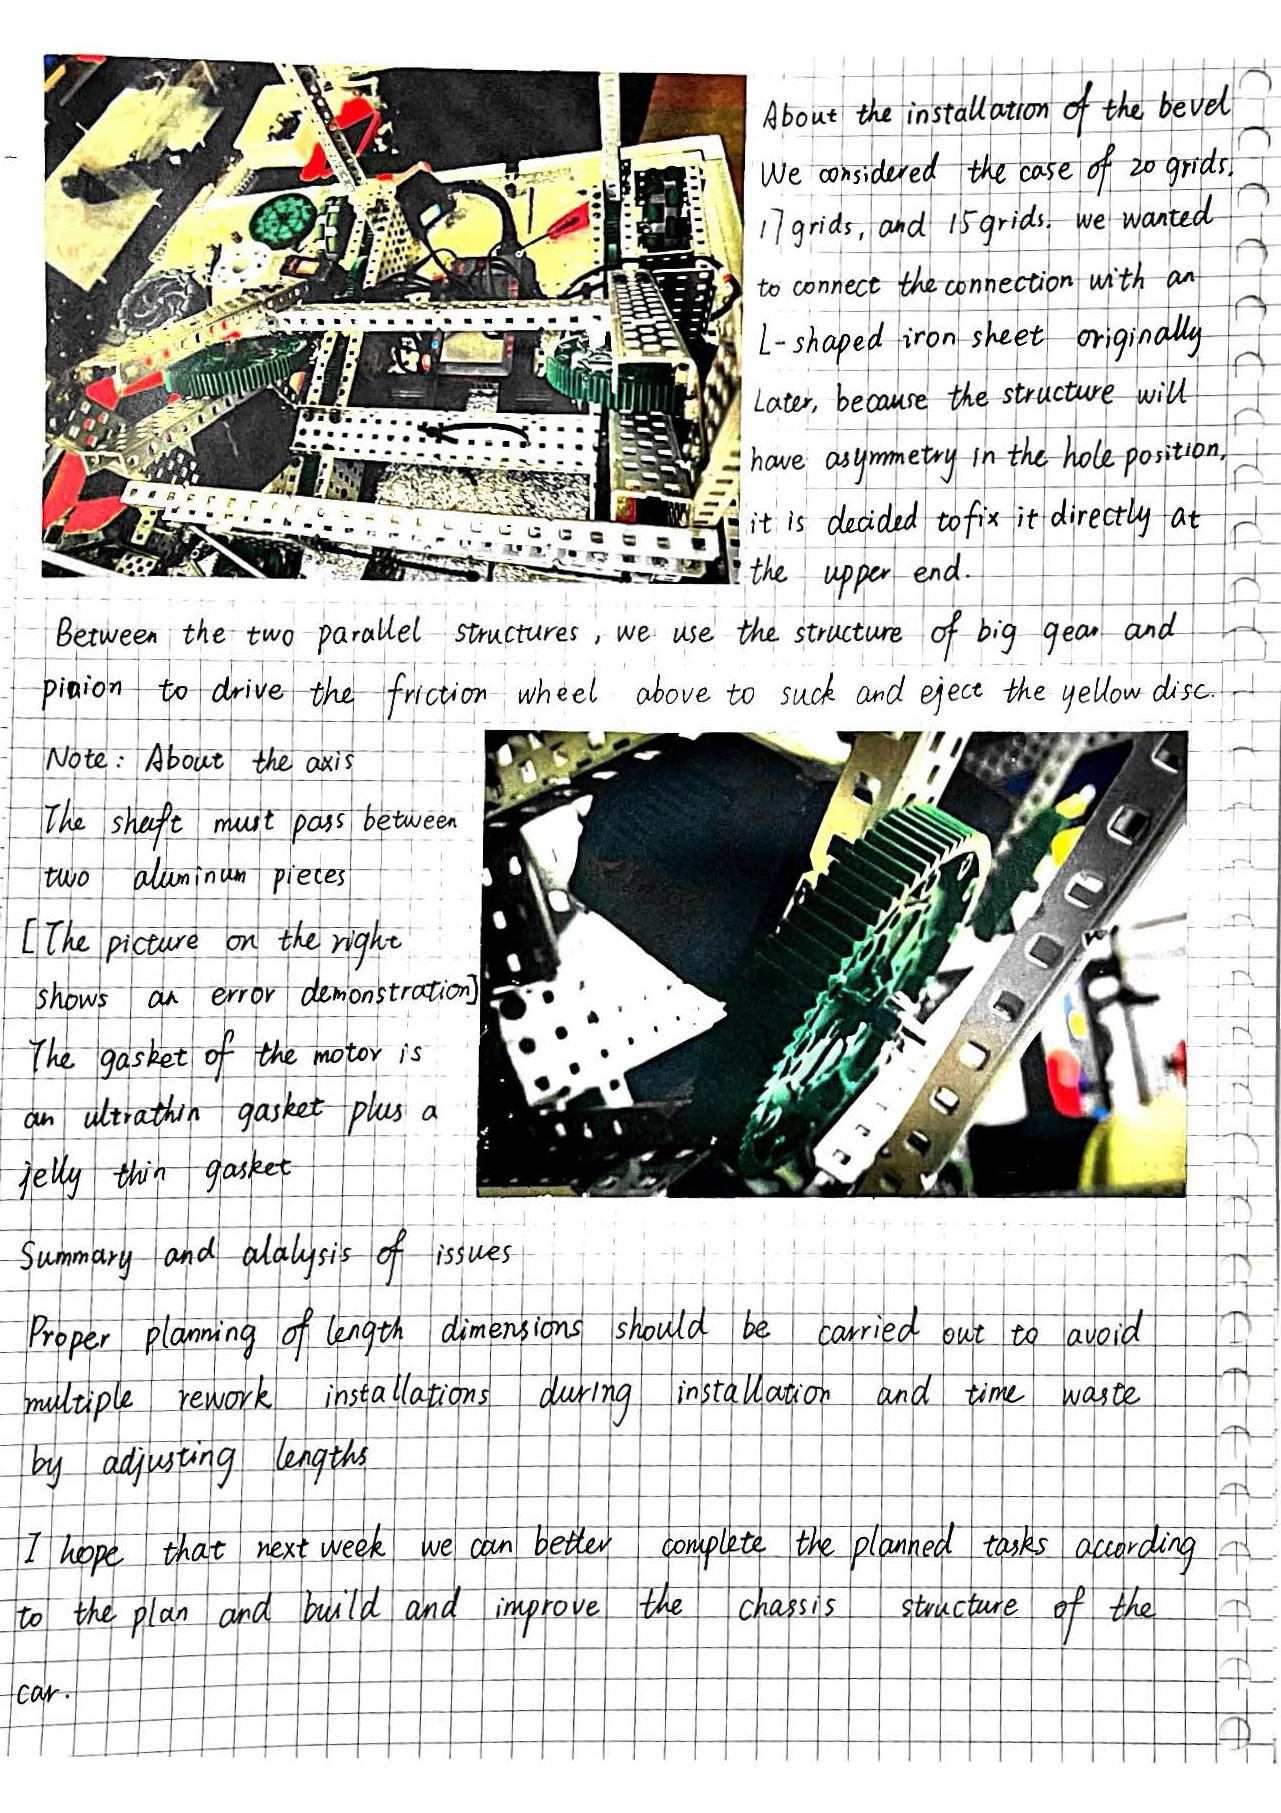 About the installation of the bevel
We considered the case of 20 grids,
17 grids, and 15 grids. we wanted
to connect the connection with an
L-shaped iron sheet originally
Later, because the structure will
have asymmetry in the hole position,
it is decided to fix it directly at
the upper end.
Between the two parallel structures, we use the structure of big gear and
pinion to drive the friction wheel above to suck and eject the yellow disc.
Note: About the axis
The shaft must pass between
two aluminum pieces
[The picture on the right
shows an error demonstration]
The gasket of the motor is
an ultrathin gasket plus a
jelly thin gasket
Summary and alalysis of issues
Proper planning of length dimensions should be carried out to avoid
multiple rework installations during installation and time waste
by adjusting lengths
I hope that next week we can better complete the planned tasks according
to the plan and build and improve the chassis structure of the
car.